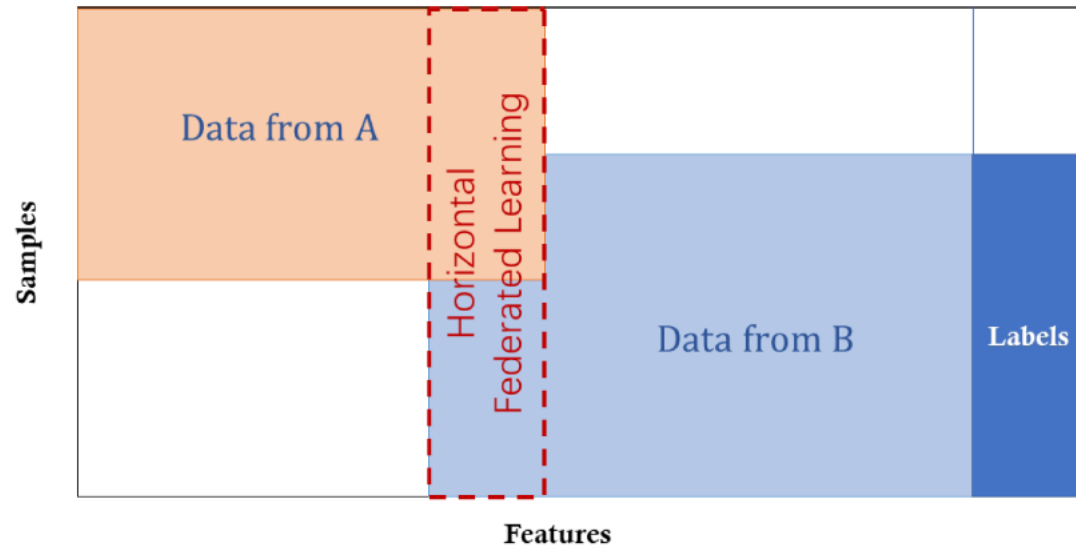 Data from A
Horizontal
Federated Learning
Samples
Data from B
Labels
Features